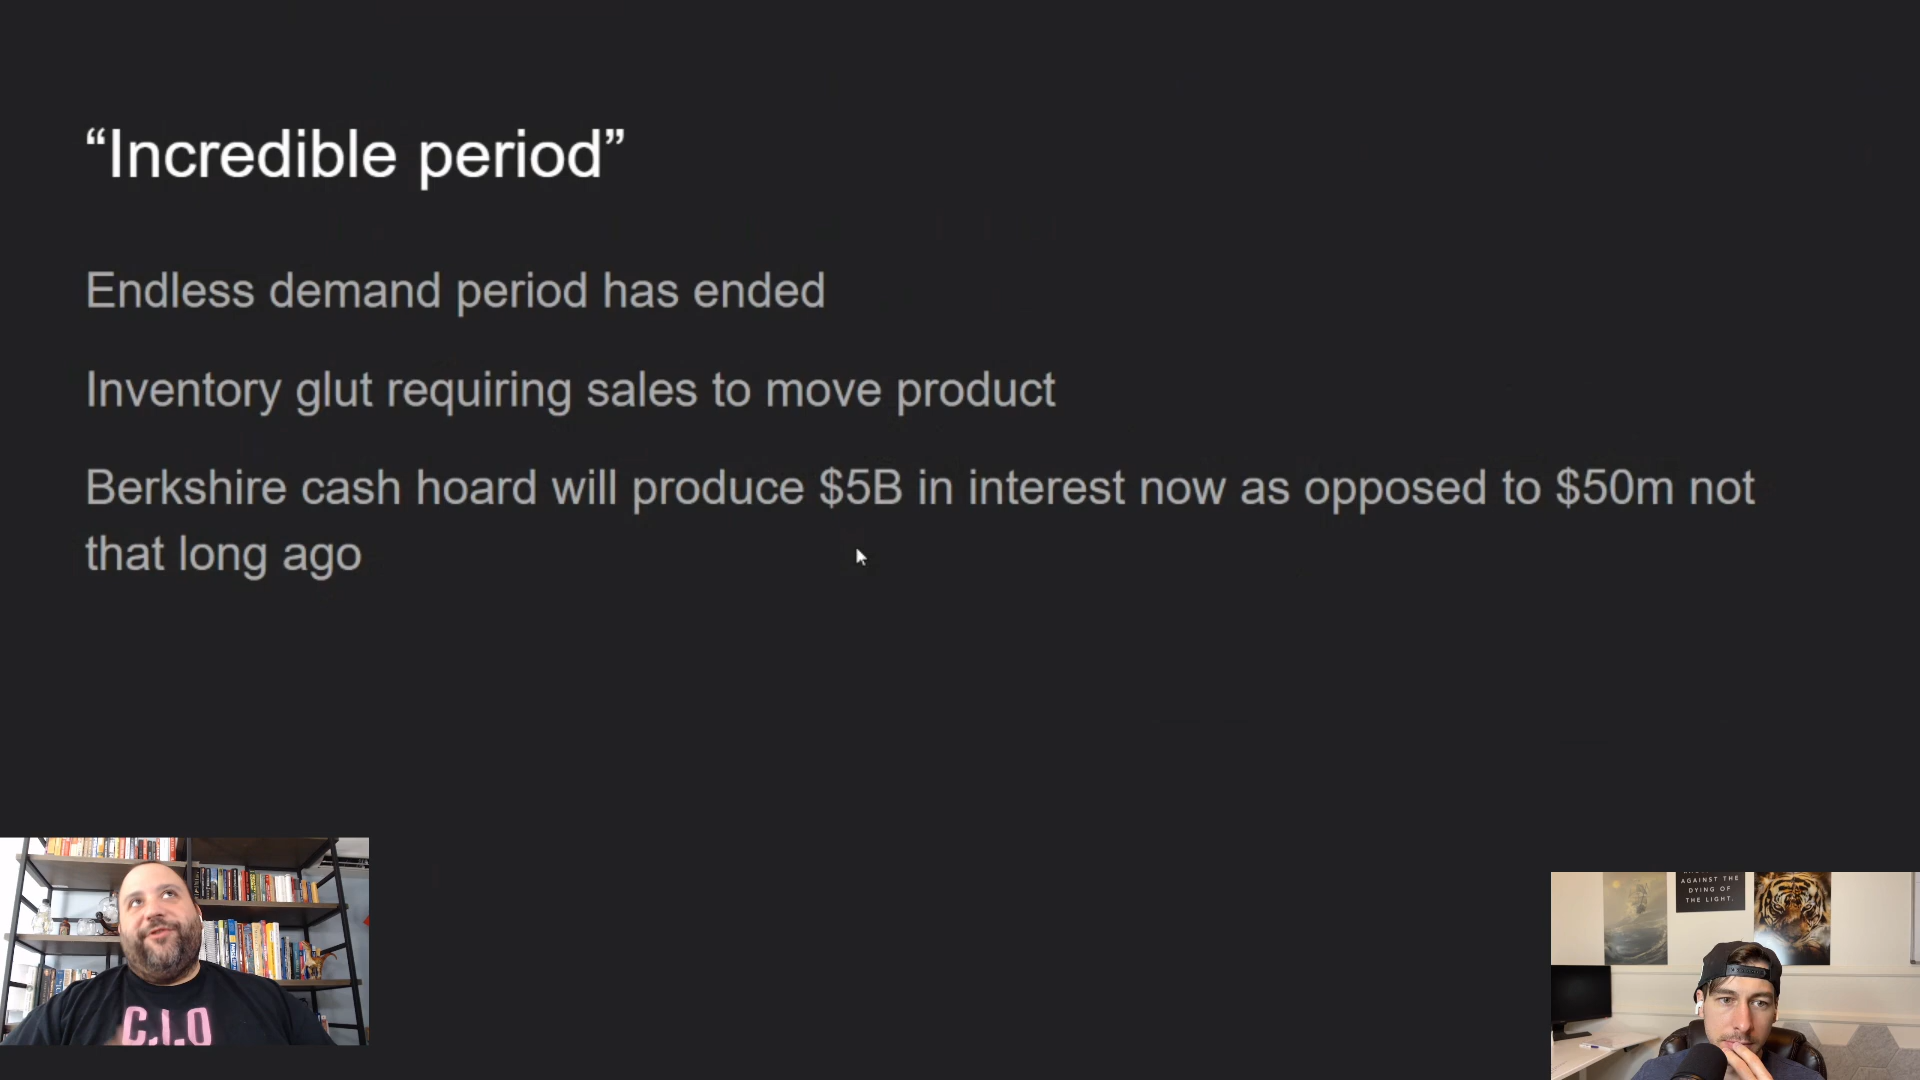 “Incredible period”
Endless demand period has ended
Inventory glut requiring sales to move product
Berkshire cash hoard will produce $5B in interest now as opposed to $50m not
that long ago
C.I.O
AGAINST THE
DYING OF
THE LIGHT.